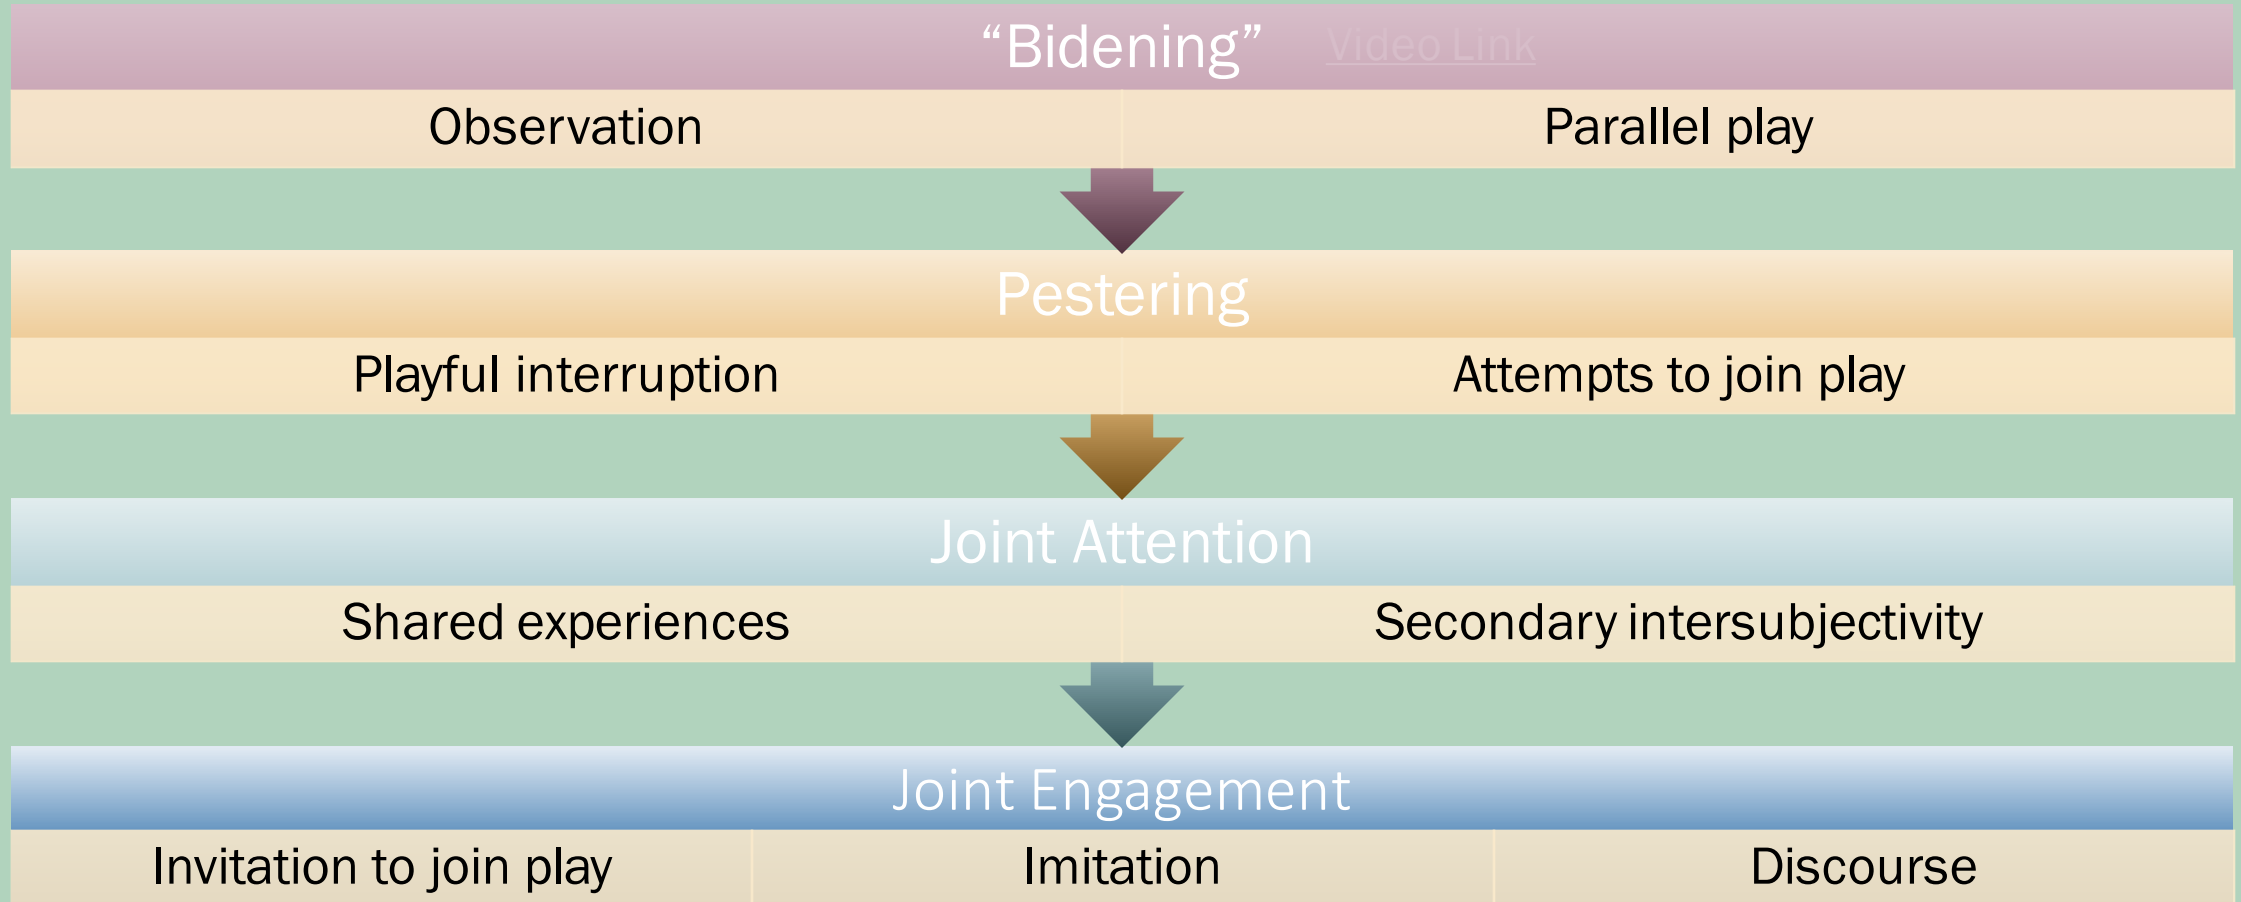 “Bidening” Video Link
Observation Parallel play
Pestering
Playful interruption Attempts to join play
Joint Attention
Shared experiences Secondary intersubjectivity
Joint Engagement
Invitation to join play Imitation Discourse